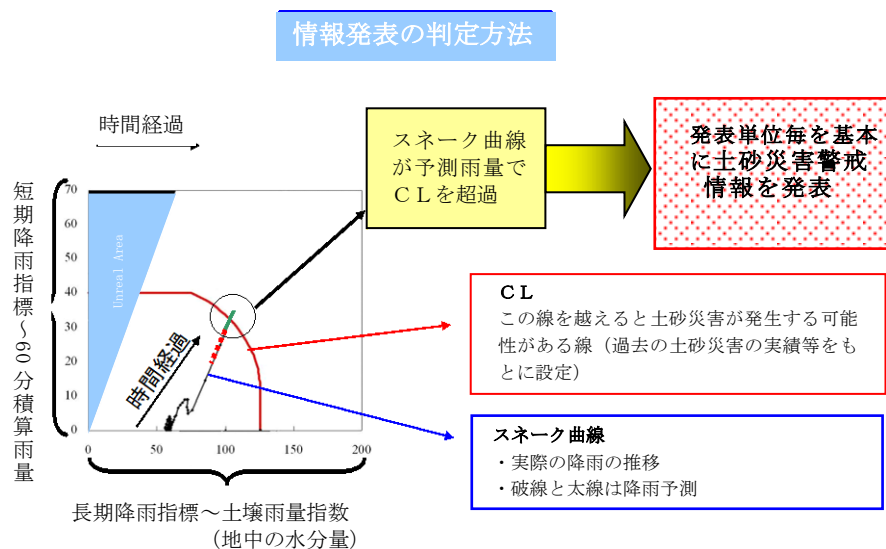 情報発表の判定方法
時間経過
スネーク曲線
が予測雨量で
ＣＬを超過
発表単位毎を基本
に土砂災害警戒
情報を発表
短期降雨指標～60分積算雨量
70
60
50
40
30
20
10
0
Unreal Area
時間経過
0 50 100 150 200
長期降雨指標～土壌雨量指数
（地中の水分量）
ＣＬ
この線を越えると土砂災害が発生する可能
性がある線（過去の土砂災害の実績等をも
とに設定）
スネーク曲線
・実際の降雨の推移
・破線と太線は降雨予測